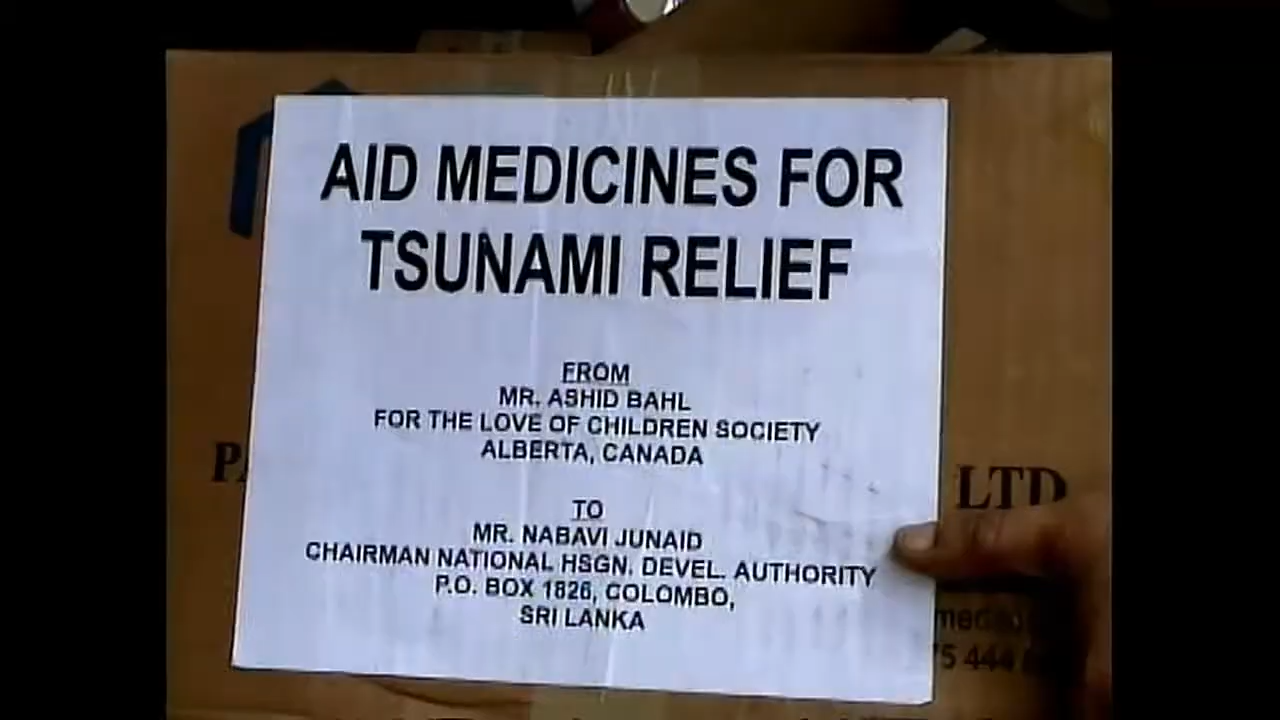 AID MEDICINES FOR
TSUNAMI RELIEF
FROM
MR. ASHID BAHL
FOR THE LOVE OF CHILDREN SOCIETY
ALBERTA, CANADA
TO
MR. NABAVI JUNAID
CHAIRMAN NATIONAL HSGN. DEVEL. AUTHORITY
P.O. BOX 1826, COLOMBO,
SRI LANKA
LTD